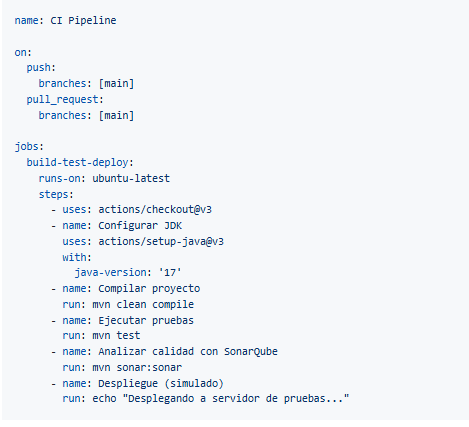 name: CI Pipeline

on:
  push:
    branches: [main]
  pull_request:
    branches: [main]

jobs:
  build-test-deploy:
    runs-on: ubuntu-latest
    steps:
      - uses: actions/checkout@v3
      - name: Configurar JDK
        uses: actions/setup-java@v3
        with:
          java-version: '17'
      - name: Compilar proyecto
        run: mvn clean compile
      - name: Ejecutar pruebas
        run: mvn test
      - name: Analizar calidad con SonarQube
        run: mvn sonar:sonar
      - name: Despliegue (simulado)
        run: echo "Desplegando a servidor de pruebas..."